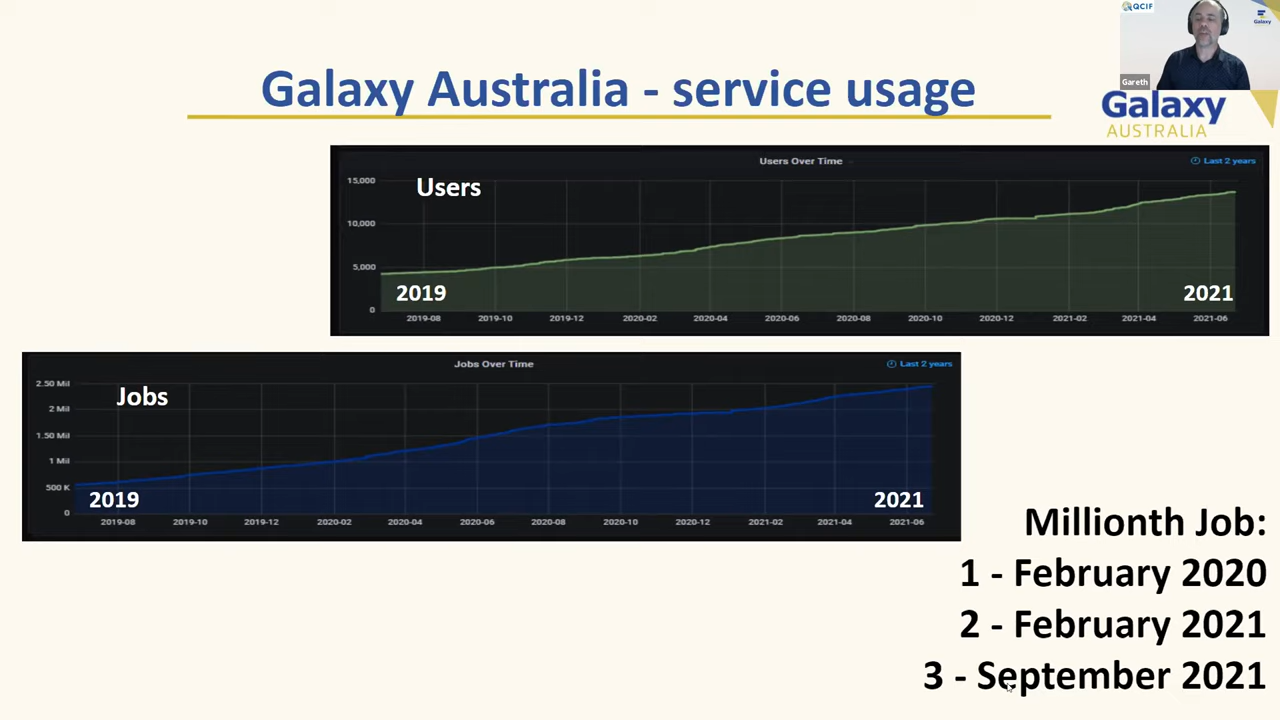 QCIF
Galaxy
Gareth
Galaxy Australia - service usage
Galaxy
AUSTRALIA
Users Over Time
Last 2 years
Users
15,000
10,000
5,000
0
2019
2021
2019-08 2019-10 2019-12 2020-02 2020-04 2020-06 2020-08 2020-10 2020-12 2021-02 2021-04 2021-06
Jobs Over Time
Last 2 years
Jobs
2.50 Mil
2 Mil
1.50 Mil
1 Mil
500 K
0
2019
2021
2019-08 2019-10 2019-12 2020-02 2020-04 2020-06 2020-08 2020-10 2020-12 2021-02 2021-04 2021-06
Millionth Job:
1 - February 2020
2 - February 2021
3 - September 2021